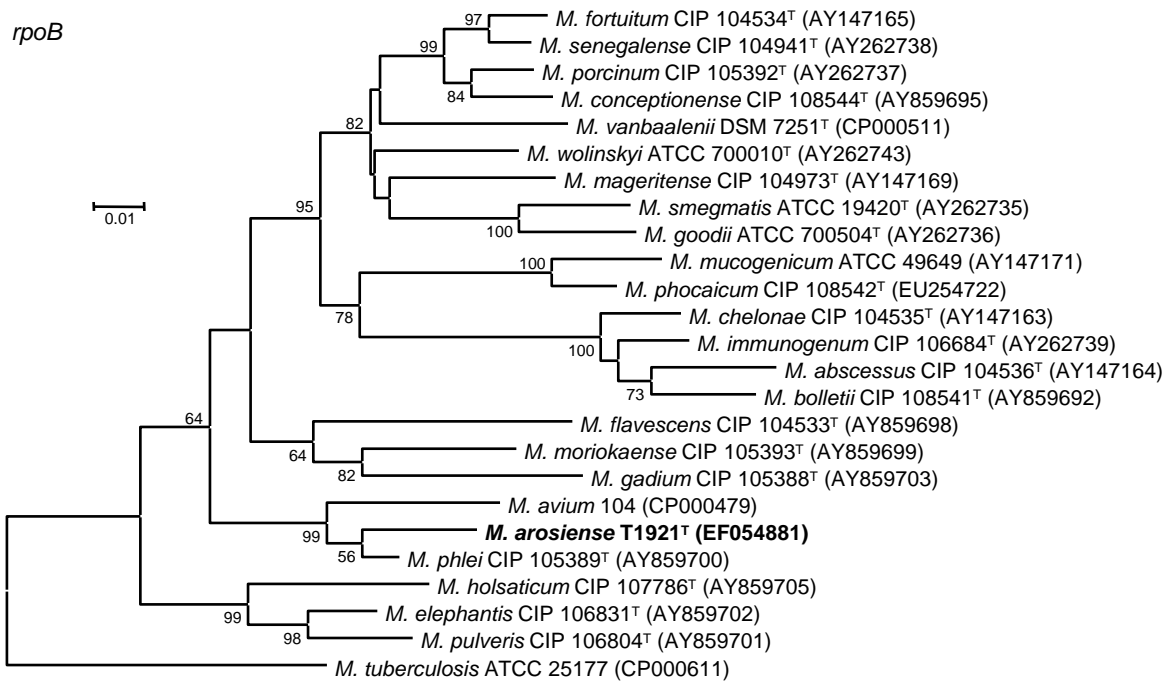 rpoB
97
M. fortuitum CIP 104534ᵀ (AY147165)
M. senegalense CIP 104941ᵀ (AY262738)
99
M. porcinum CIP 105392ᵀ (AY262737)
84
M. conceptionense CIP 108544ᵀ (AY859695)
82
M. vanbaalenii DSM 7251ᵀ (CP000511)
M. wolinskyi ATCC 700010ᵀ (AY262743)
M. mageritense CIP 104973ᵀ (AY147169)
95
0.01
M. smegmatis ATCC 19420ᵀ (AY262735)
100
M. goodii ATCC 700504ᵀ (AY262736)
100
M. mucogenicum ATCC 49649 (AY147171)
M. phocaicum CIP 108542ᵀ (EU254722)
78
M. chelonae CIP 104535ᵀ (AY147163)
100
M. immunogenum CIP 106684ᵀ (AY262739)
M. abscessus CIP 104536ᵀ (AY147164)
73
M. bolletii CIP 108541ᵀ (AY859692)
64
M. flavescens CIP 104533ᵀ (AY859698)
64
M. moriokaense CIP 105393ᵀ (AY859699)
82
M. gadium CIP 105388ᵀ (AY859703)
M. avium 104 (CP000479)
99
M. arosiense T1921ᵀ (EF054881)
56
M. phlei CIP 105389ᵀ (AY859700)
M. holsaticum CIP 107786ᵀ (AY859705)
99
M. elephantis CIP 106831ᵀ (AY859702)
98
M. pulveris CIP 106804ᵀ (AY859701)
M. tuberculosis ATCC 25177 (CP000611)